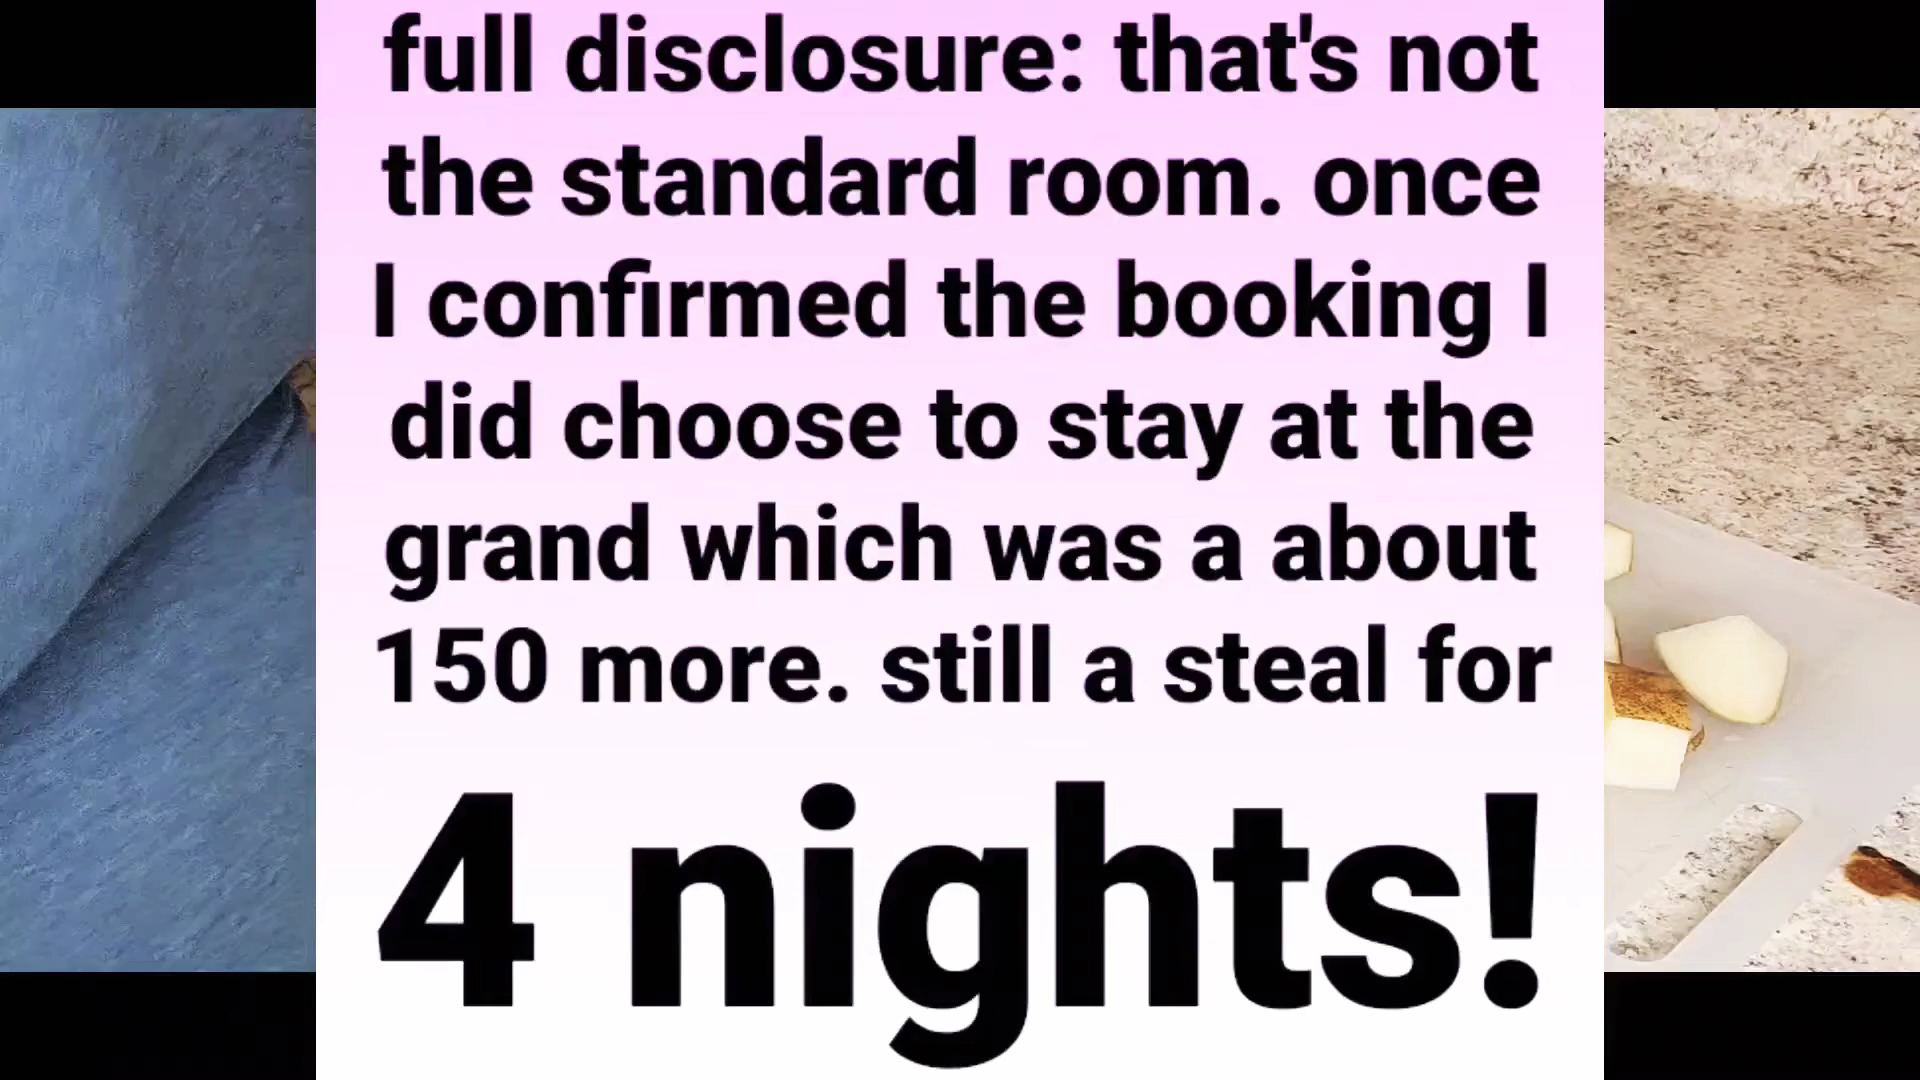 full disclosure: that's not
the standard room. once
I confirmed the booking I
did choose to stay at the
grand which was a about
150 more. still a steal for
4 nights!